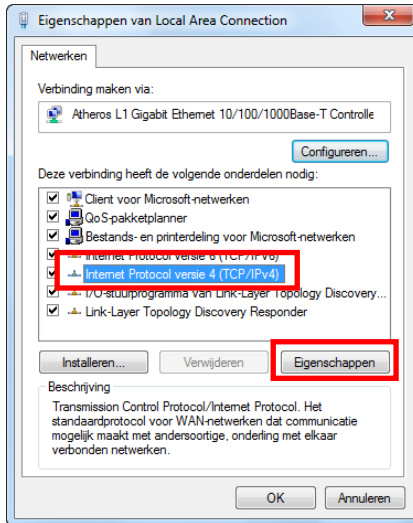 Eigenschappen van Local Area Connection
Netwerken
Verbinding maken via:
Atheros L1 Gigabit Ethernet 10/100/1000Base-T Controlle
Configureren...
Deze verbinding heeft de volgende onderdelen nodig:
Client voor Microsoft-netwerken
QoS-pakketplanner
Bestands- en printerdeling voor Microsoft-netwerken
Internet Protocol versie 6 (TCP/IPv6)
Internet Protocol versie 4 (TCP/IPv4)
I/O-stuurprogramma van Link-Layer Topology Discovery...
Link-Layer Topology Discovery Responder
Installeren... Verwijderen Eigenschappen
Beschrijving
Transmission Control Protocol/Internet Protocol. Het
standaardprotocol voor WAN-netwerken dat communicatie
mogelijk maakt met andersoortige, onderling met elkaar
verbonden netwerken.
OK Annuleren